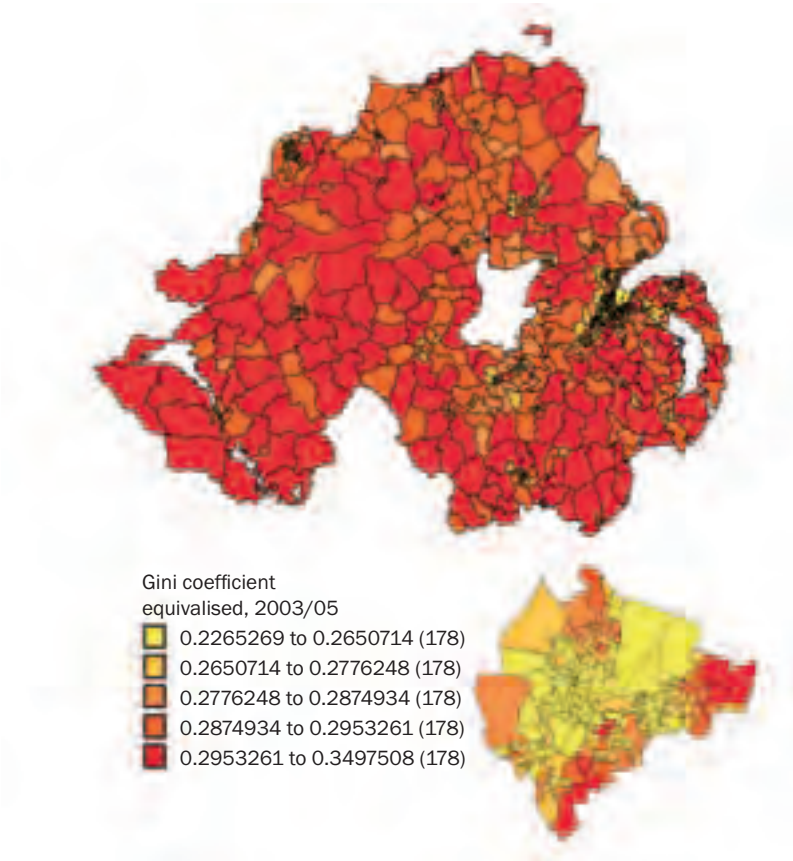 Gini coefficient
equivalised, 2003/05
0.2265269 to 0.2650714 (178)
0.2650714 to 0.2776248 (178)
0.2776248 to 0.2874934 (178)
0.2874934 to 0.2953261 (178)
0.2953261 to 0.3497508 (178)